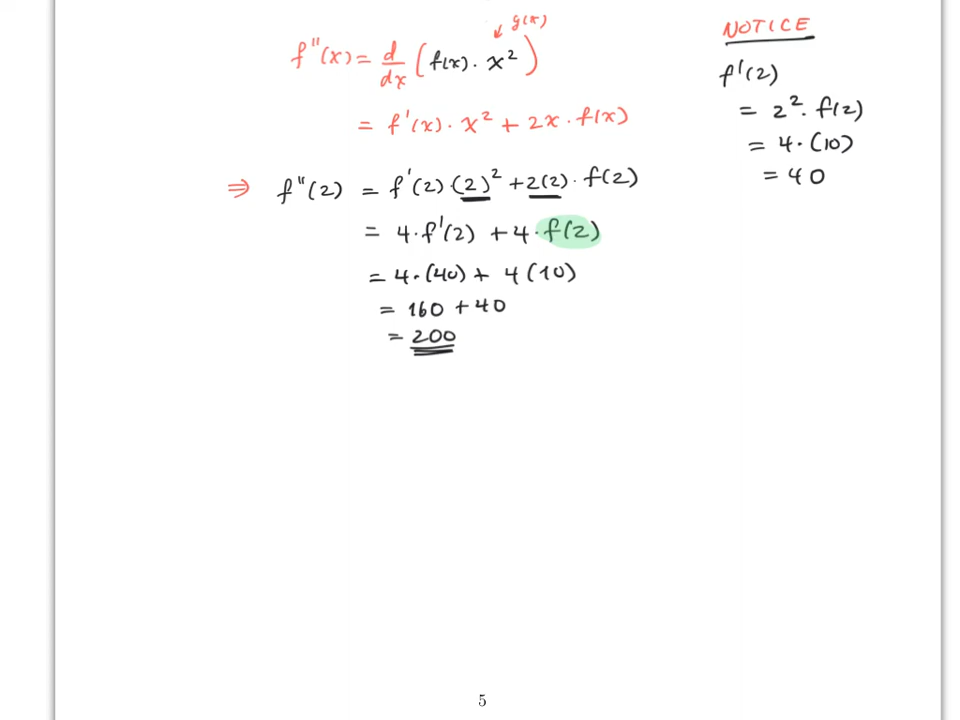 g(x)
f''(x) = d/dx (f(x) · x²)
= f'(x) · x² + 2x · f(x)
⇒ f''(2) = f'(2) · (2)² + 2(2) · f(2)
= 4 · f'(2) + 4 · f(2)
= 4 · (40) + 4 (10)
= 160 + 40
= 200
NOTICE
f'(2)
= 2² · f(2)
= 4 · (10)
= 40
5